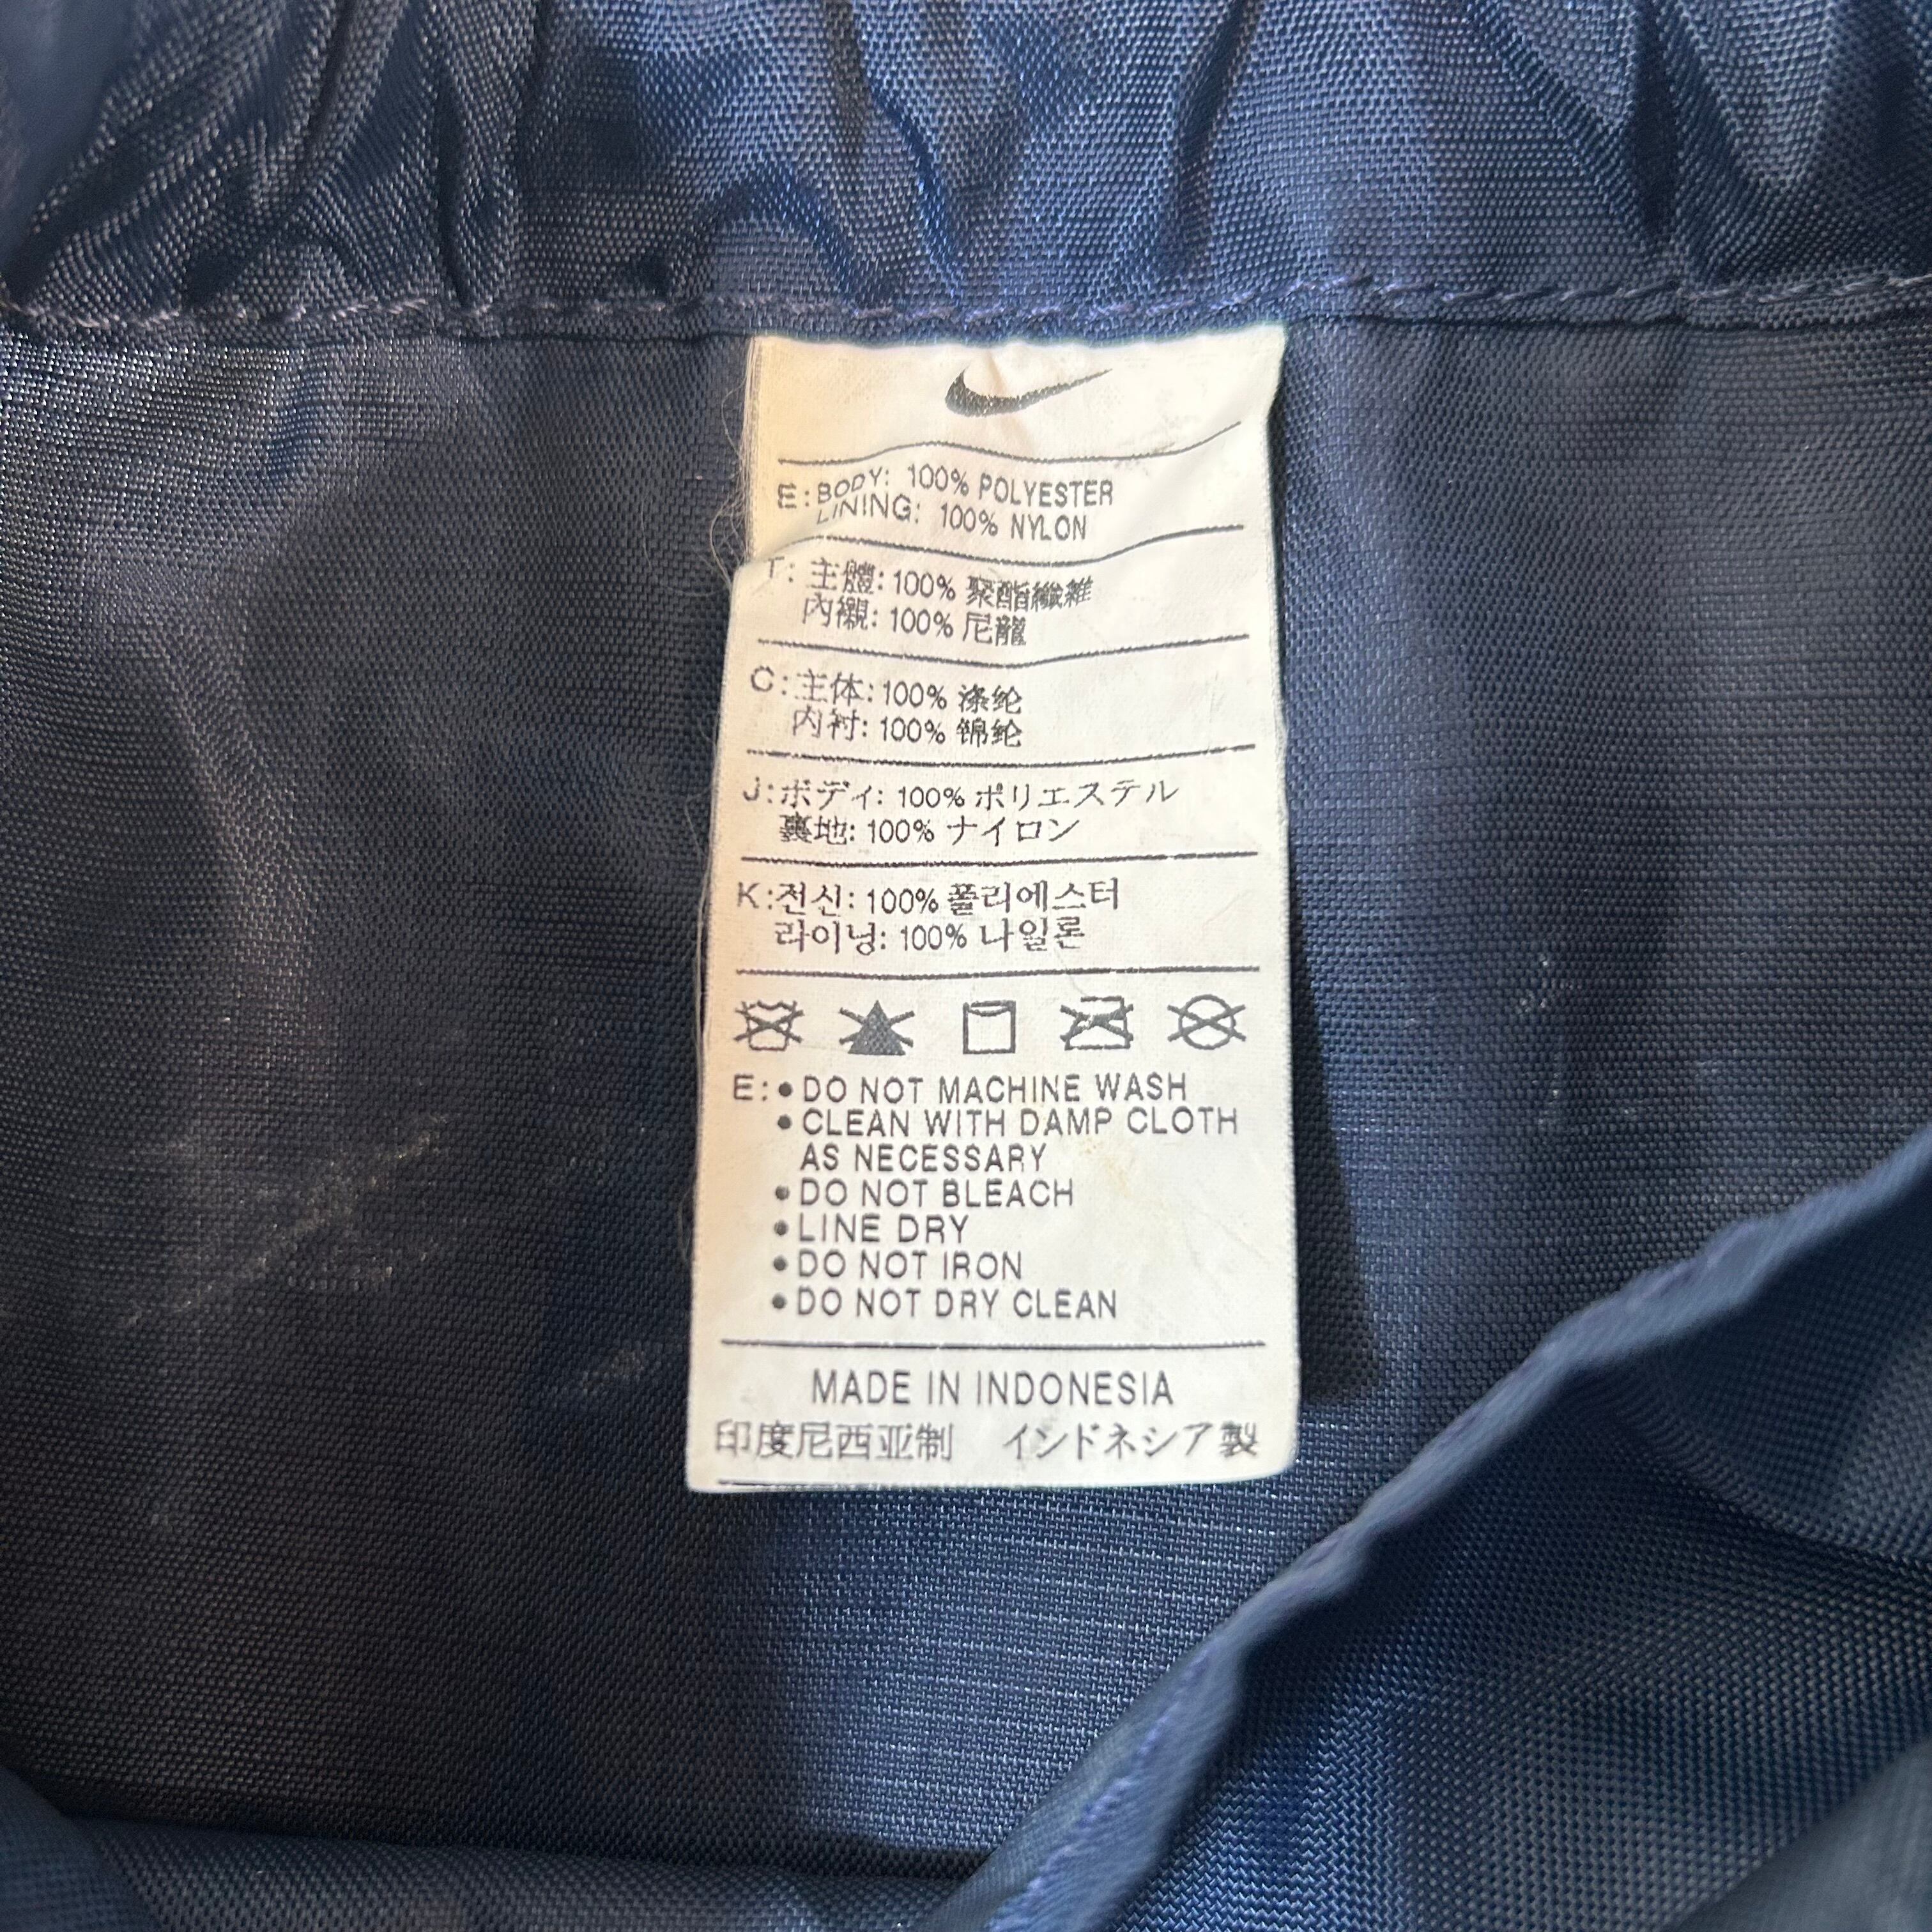 E: BODY: 100% POLYESTER
LINING: 100% NYLON
T: 主體: 100% 聚酯纖維
內襯: 100% 尼龍
C: 主体: 100% 涤纶
内衬: 100% 锦纶
J: ボディ: 100% ポリエステル
裏地: 100% ナイロン
K: 전신: 100% 폴리에스터
라이닝: 100% 나일론
E: • DO NOT MACHINE WASH
• CLEAN WITH DAMP CLOTH
AS NECESSARY
• DO NOT BLEACH
• LINE DRY
• DO NOT IRON
• DO NOT DRY CLEAN
MADE IN INDONESIA
印度尼西亚制 インドネシア製